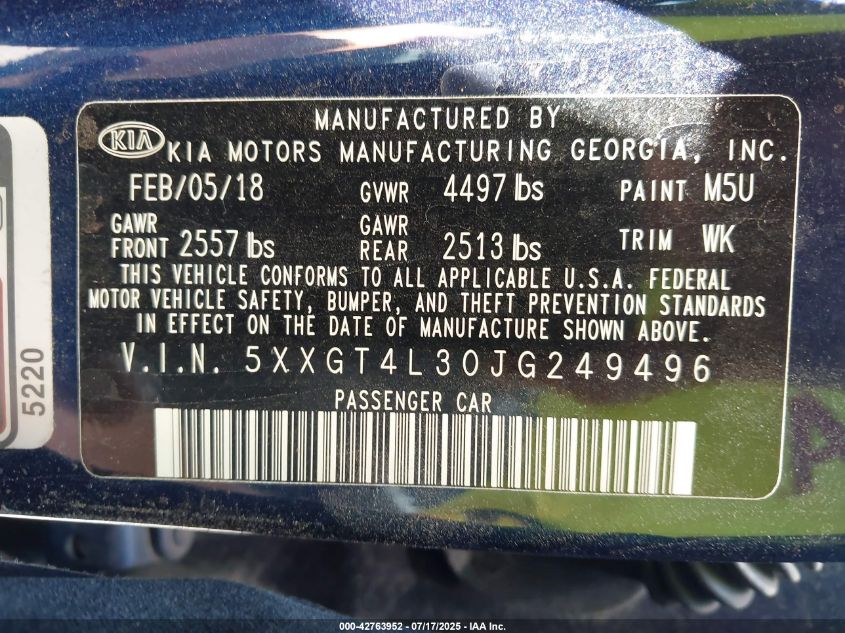 MANUFACTURED BY
KIA KIA MOTORS MANUFACTURING GEORGIA, INC.
FEB/05/18 GVWR 4497 lbs PAINT M5U
GAWR FRONT 2557 lbs GAWR REAR 2513 lbs TRIM WK
THIS VEHICLE CONFORMS TO ALL APPLICABLE U.S.A. FEDERAL
MOTOR VEHICLE SAFETY, BUMPER, AND THEFT PREVENTION STANDARDS
IN EFFECT ON THE DATE OF MANUFACTURE SHOWN ABOVE.
V.I.N. 5XXGT4L30JG249496
PASSENGER CAR
5220
000-42763952 - 07/17/2025 - IAA Inc.